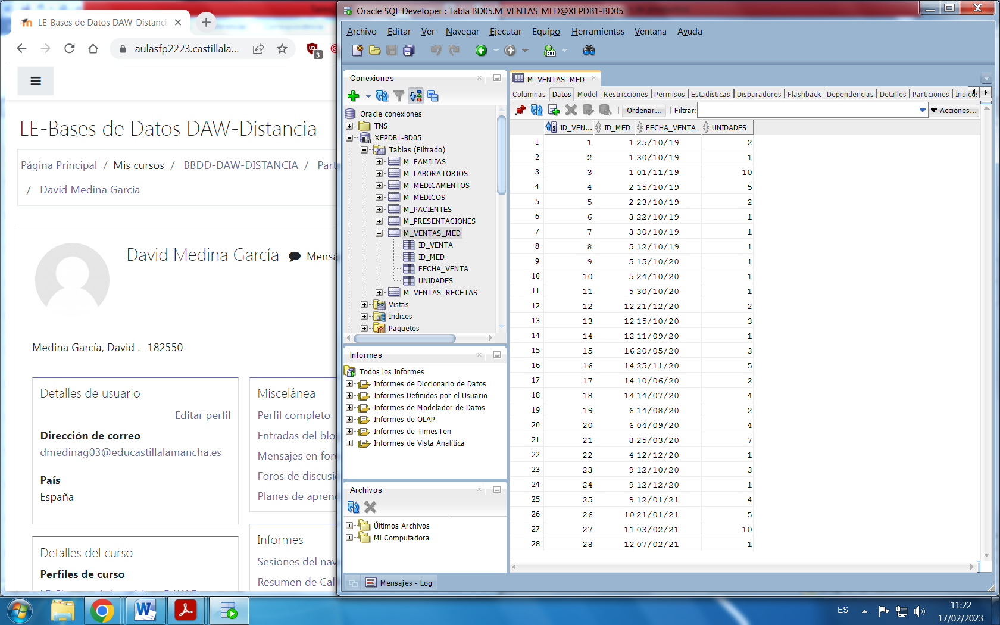 LE-Bases de Datos DAW-Distanci
aulasfp2223.castillala...
3
LE-Bases de Datos DAW-Distancia
Página Principal / Mis cursos / BBDD-DAW-DISTANCIA / Part
/ David Medina García
David Medina García Mensa
Medina García, David .- 182550
Detalles de usuario
Editar perfil
Dirección de correo
dmedinag03@educastillalamancha.es
País
España
Detalles del curso
Perfiles de curso
Miscelánea
Perfil completo
Entradas del blo
Mensajes en foro
Foros de discusió
Planes de aprend
Informes
Sesiones del nav
Resumen de Cali
Oracle SQL Developer : Tabla BD05.M_VENTAS_MED@XEPDB1-BD05
Archivo Editar Ver Navegar Ejecutar Equipo Herramientas Ventana Ayuda
Conexiones
Oracle conexiones
TNS
XEPDB1-BD05
Tablas (Filtrado)
M_FAMILIAS
M_LABORATORIOS
M_MEDICAMENTOS
M_MEDICOS
M_PACIENTES
M_PRESENTACIONES
M_VENTAS_MED
ID_VENTA
ID_MED
FECHA_VENTA
UNIDADES
M_VENTAS_RECETAS
Vistas
Índices
Paquetes
Informes
Todos los Informes
Informes de Diccionario de Datos
Informes Definidos por el Usuario
Informes de Modelador de Datos
Informes de OLAP
Informes de TimesTen
Informes de Vista Analítica
Archivos
Últimos Archivos
Mi Computadora
M_VENTAS_MED
Columnas Datos Model Restricciones Permisos Estadísticas Disparadores Flashback Dependencias Detalles Particiones Índices
Ordenar... Filtrar: Acciones...
ID_VEN... ID_MED FECHA_VENTA UNIDADES
1 1 1 25/10/19 2
2 2 1 30/10/19 1
3 3 1 01/11/19 10
4 4 2 15/10/19 5
5 5 2 23/10/19 2
6 6 3 22/10/19 1
7 7 3 30/10/19 1
8 8 5 12/10/19 1
9 9 5 15/10/20 1
10 10 5 24/10/20 1
11 11 5 30/10/20 1
12 12 12 21/12/20 2
13 13 12 15/10/20 3
14 14 12 11/09/20 1
15 15 16 20/05/20 3
16 16 14 25/11/20 5
17 17 14 10/06/20 2
18 18 14 14/07/20 4
19 19 6 14/08/20 2
20 20 6 04/09/20 4
21 21 8 25/03/20 7
22 22 4 12/12/20 1
23 23 9 12/10/20 3
24 24 9 12/12/20 1
25 25 9 12/01/21 4
26 26 10 21/01/21 5
27 27 11 03/02/21 10
28 28 12 07/02/21 1
Mensajes - Log
ES
11:22
17/02/2023